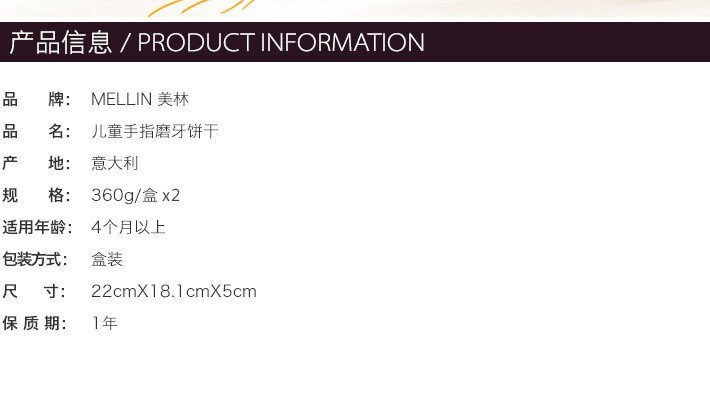 产品信息 / PRODUCT INFORMATION
品 牌： MELLIN 美林
品 名： 儿童手指磨牙饼干
产 地： 意大利
规 格： 360g/盒 x2
适用年龄： 4个月以上
包装方式： 盒装
尺 寸： 22cmX18.1cmX5cm
保 质 期： 1年